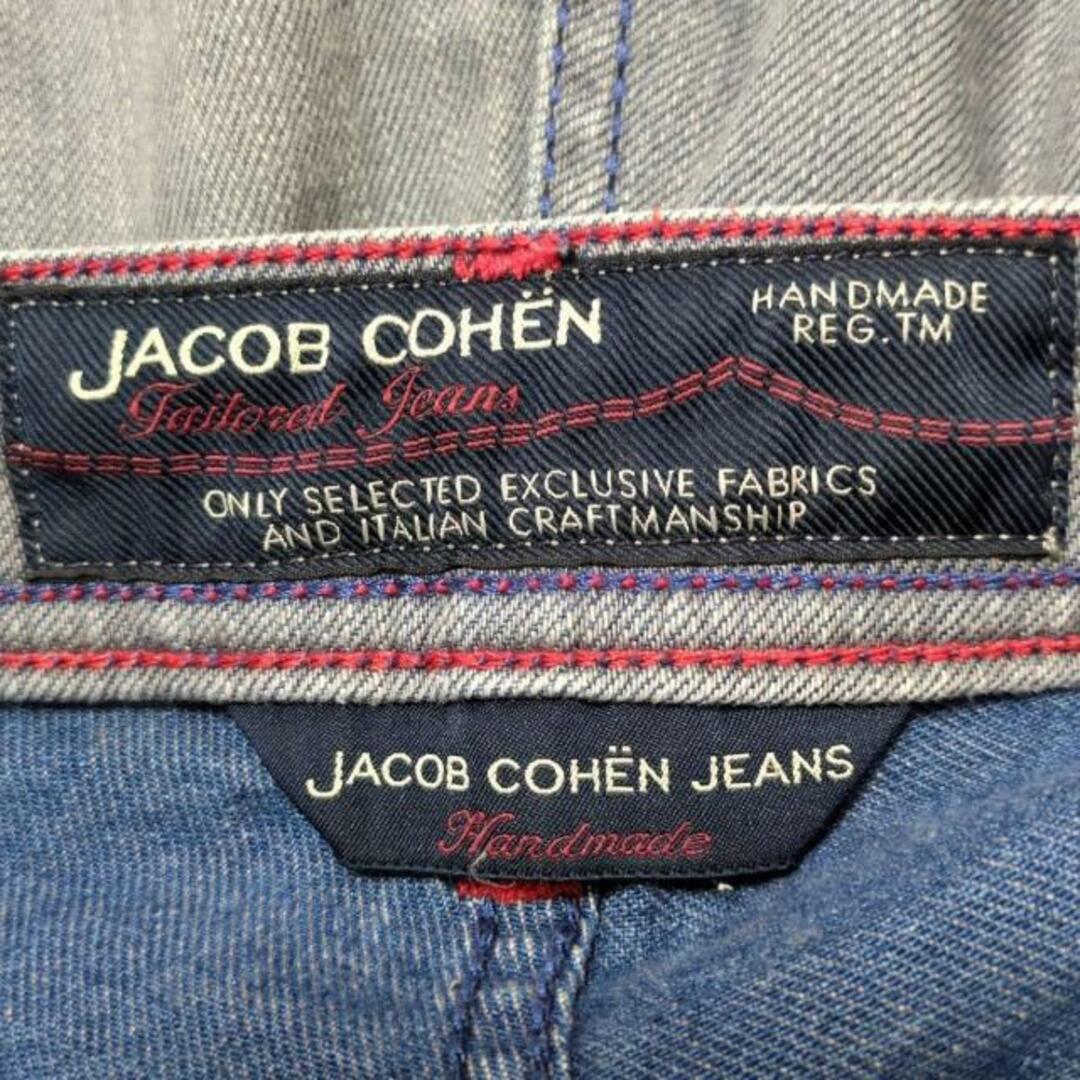 JACOB COHËN
HANDMADE
REG.TM
Tailored Jeans
ONLY SELECTED EXCLUSIVE FABRICS
AND ITALIAN CRAFTMANSHIP
JACOB COHËN JEANS
Handmade